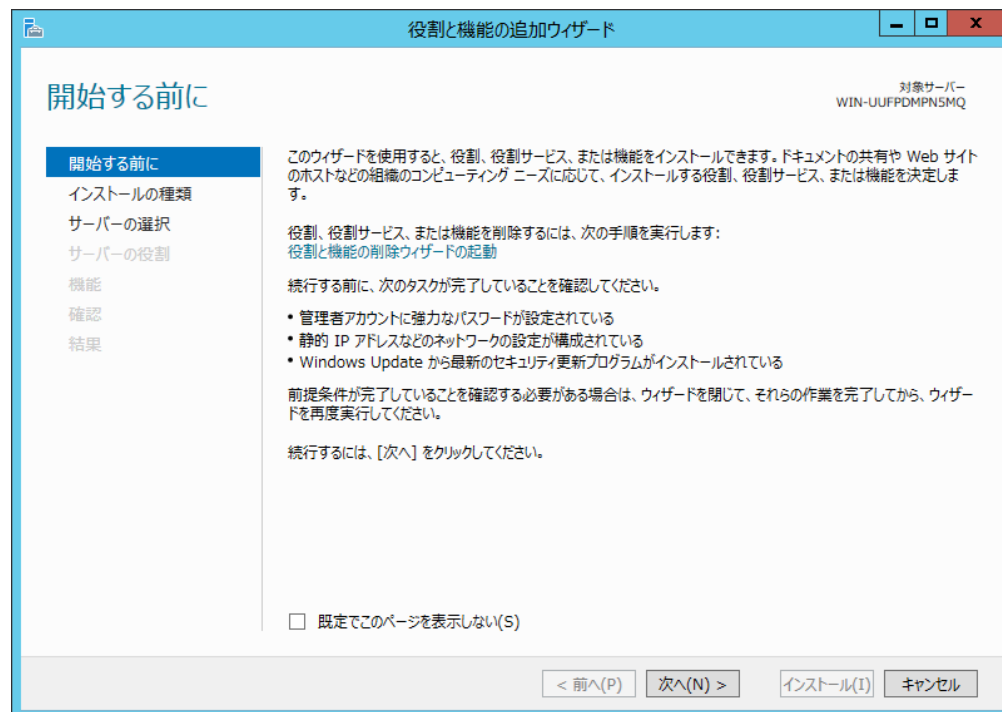 役割と機能の追加ウィザード
開始する前に
対象サーバー
WIN-UUFPDMPN5MQ
開始する前に
インストールの種類
サーバーの選択
サーバーの役割
機能
確認
結果
このウィザードを使用すると、役割、役割サービス、または機能をインストールできます。ドキュメントの共有や Web サイト
のホストなどの組織のコンピューティング ニーズに応じて、インストールする役割、役割サービス、または機能を決定しま
す。
役割、役割サービス、または機能を削除するには、次の手順を実行します:
役割と機能の削除ウィザードの起動
続行する前に、次のタスクが完了していることを確認してください。
• 管理者アカウントに強力なパスワードが設定されている
• 静的 IP アドレスなどのネットワークの設定が構成されている
• Windows Update から最新のセキュリティ更新プログラムがインストールされている
前提条件が完了していることを確認する必要がある場合は、ウィザードを閉じて、それらの作業を完了してから、ウィザー
ドを再度実行してください。
続行するには、[次へ] をクリックしてください。
既定でこのページを表示しない(S)
< 前へ(P) 次へ(N) > インストール(I) キャンセル